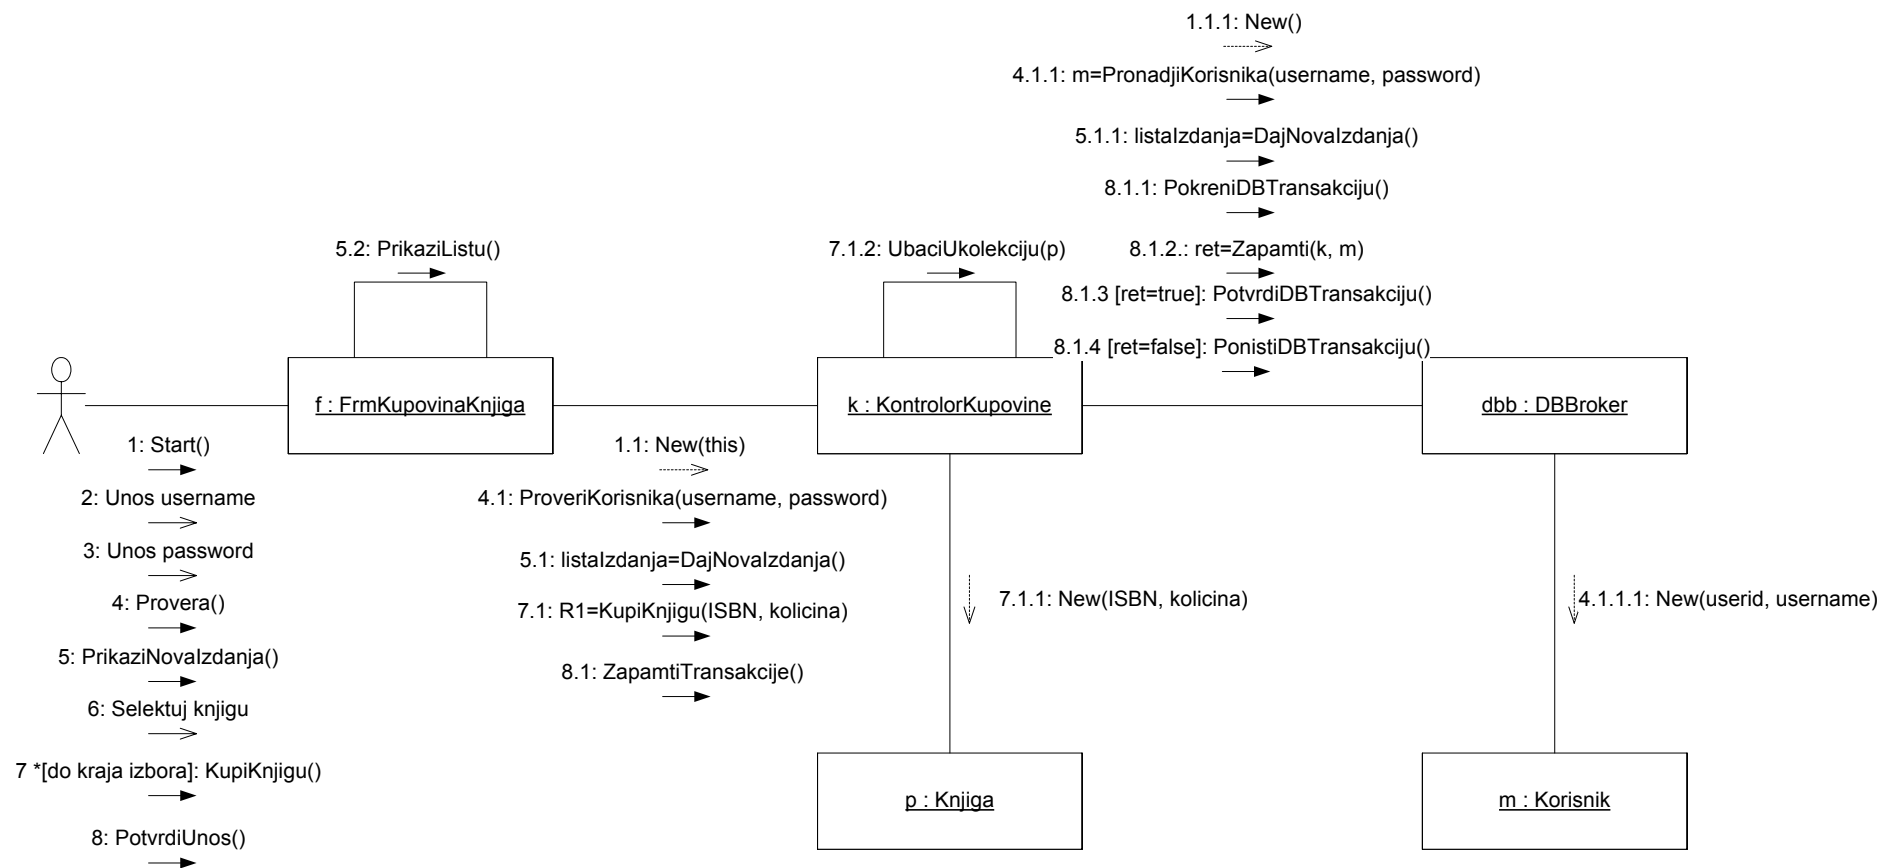 1.1.1: New()
4.1.1: m=PronadjiKorisnika(username, password)
5.1.1: listaIzdanja=DajNovaIzdanja()
8.1.1: PokreniDBTransakciju()
5.2: PrikaziListu()
7.1.2: UbaciUkolekciju(p)
8.1.2.: ret=Zapamti(k, m)
8.1.3 [ret=true]: PotvrdiDBTransakciju()
8.1.4 [ret=false]: PonistiDBTransakciju()
f : FrmKupovinaKnjiga
k : KontrolorKupovine
dbb : DBBroker
1: Start()
2: Unos username
3: Unos password
4: Provera()
5: PrikaziNovaIzdanja()
6: Selektuj knjigu
7 *[do kraja izbora]: KupiKnjigu()
8: PotvrdiUnos()
1.1: New(this)
4.1: ProveriKorisnika(username, password)
5.1: listaIzdanja=DajNovaIzdanja()
7.1: R1=KupiKnjigu(ISBN, kolicina)
8.1: ZapamtiTransakcije()
7.1.1: New(ISBN, kolicina)
4.1.1.1: New(userid, username)
p : Knjiga
m : Korisnik